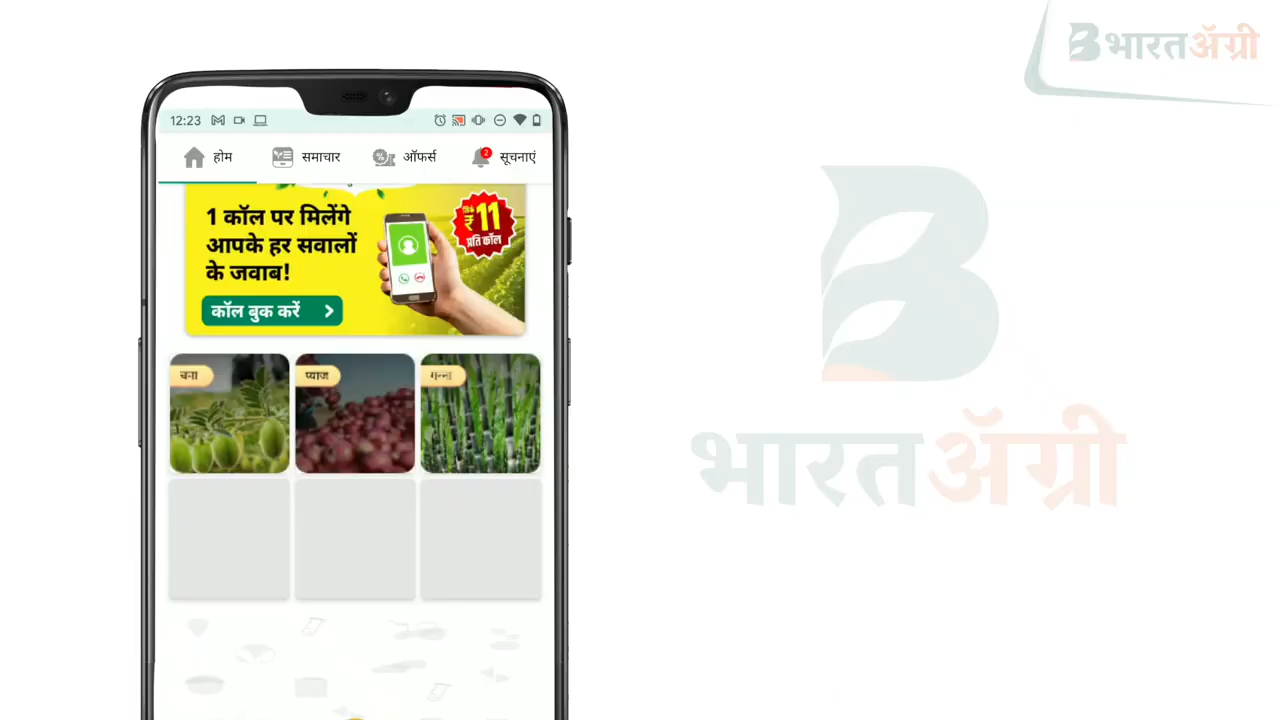 भारतॲग्री
12:23
होम
समाचार
ऑफर्स
2
सूचनाएं
1 कॉल पर मिलेंगे
आपके हर सवालों
के जवाब!
कॉल बुक करें
सिर्फ
₹11
प्रति कॉल
चना
प्याज
गन्ना
भारतॲग्री